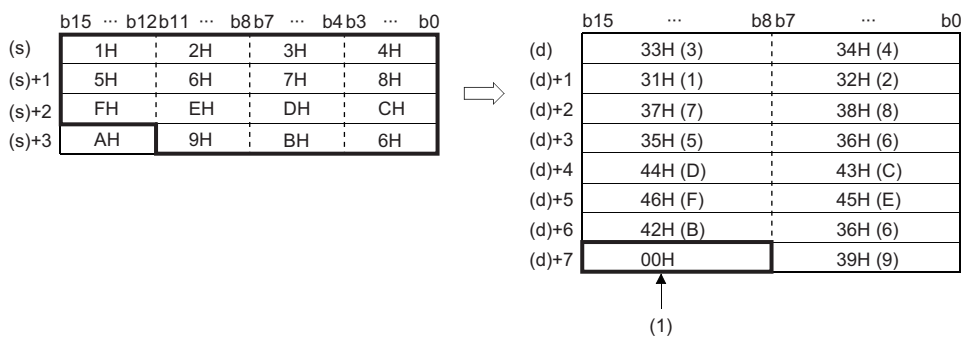 b15 ··· b12 b11 ··· b8 b7 ··· b4 b3 ··· b0
(s) 1H 2H 3H 4H
(s)+1 5H 6H 7H 8H
(s)+2 FH EH DH CH
(s)+3 AH 9H BH 6H
b15 ··· b8 b7 ··· b0
(d) 33H (3) 34H (4)
(d)+1 31H (1) 32H (2)
(d)+2 37H (7) 38H (8)
(d)+3 35H (5) 36H (6)
(d)+4 44H (D) 43H (C)
(d)+5 46H (F) 45H (E)
(d)+6 42H (B) 36H (6)
(d)+7 00H 39H (9)
(1)